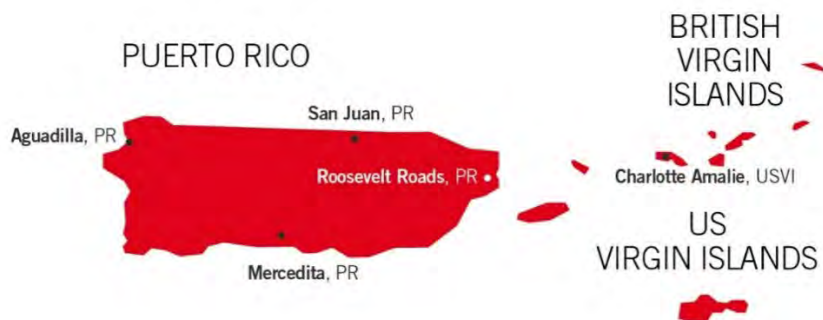 PUERTO RICO
BRITISH
VIRGIN
ISLANDS
San Juan, PR
Aguadilla, PR
Roosevelt Roads, PR
Charlotte Amalie, USVI
Mercedita, PR
US
VIRGIN ISLANDS